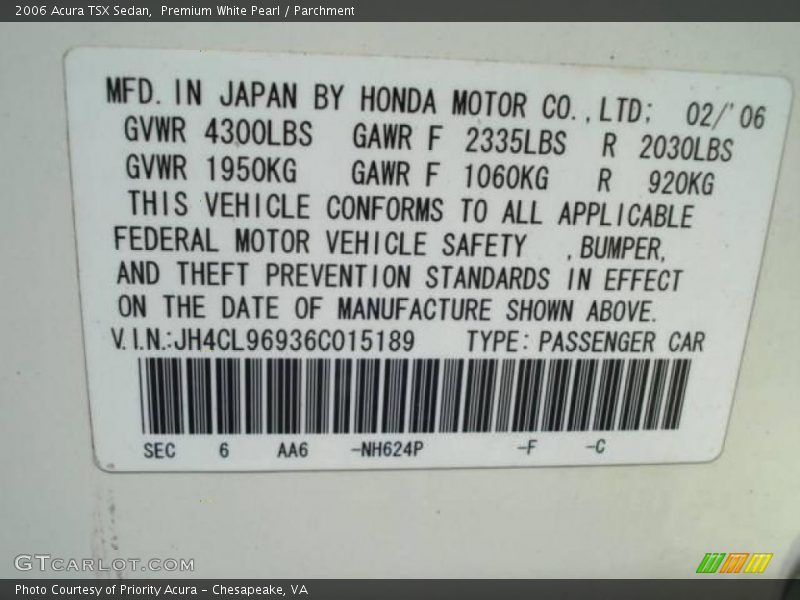 2006 Acura TSX Sedan,  Premium White Pearl / Parchment
MFD. IN JAPAN BY HONDA MOTOR CO., LTD; 02/'06
GVWR 4300LBS GAWR F 2335LBS R 2030LBS
GVWR 1950KG GAWR F 1060KG R 920KG
THIS VEHICLE CONFORMS TO ALL APPLICABLE
FEDERAL MOTOR VEHICLE SAFETY , BUMPER,
AND THEFT PREVENTION STANDARDS IN EFFECT
ON THE DATE OF MANUFACTURE SHOWN ABOVE.
V.I.N.:JH4CL96936C015189 TYPE: PASSENGER CAR
SEC 6 AA6 -NH624P -F -C
GTCARLOT.COM
Photo Courtesy of Priority Acura - Chesapeake, VA